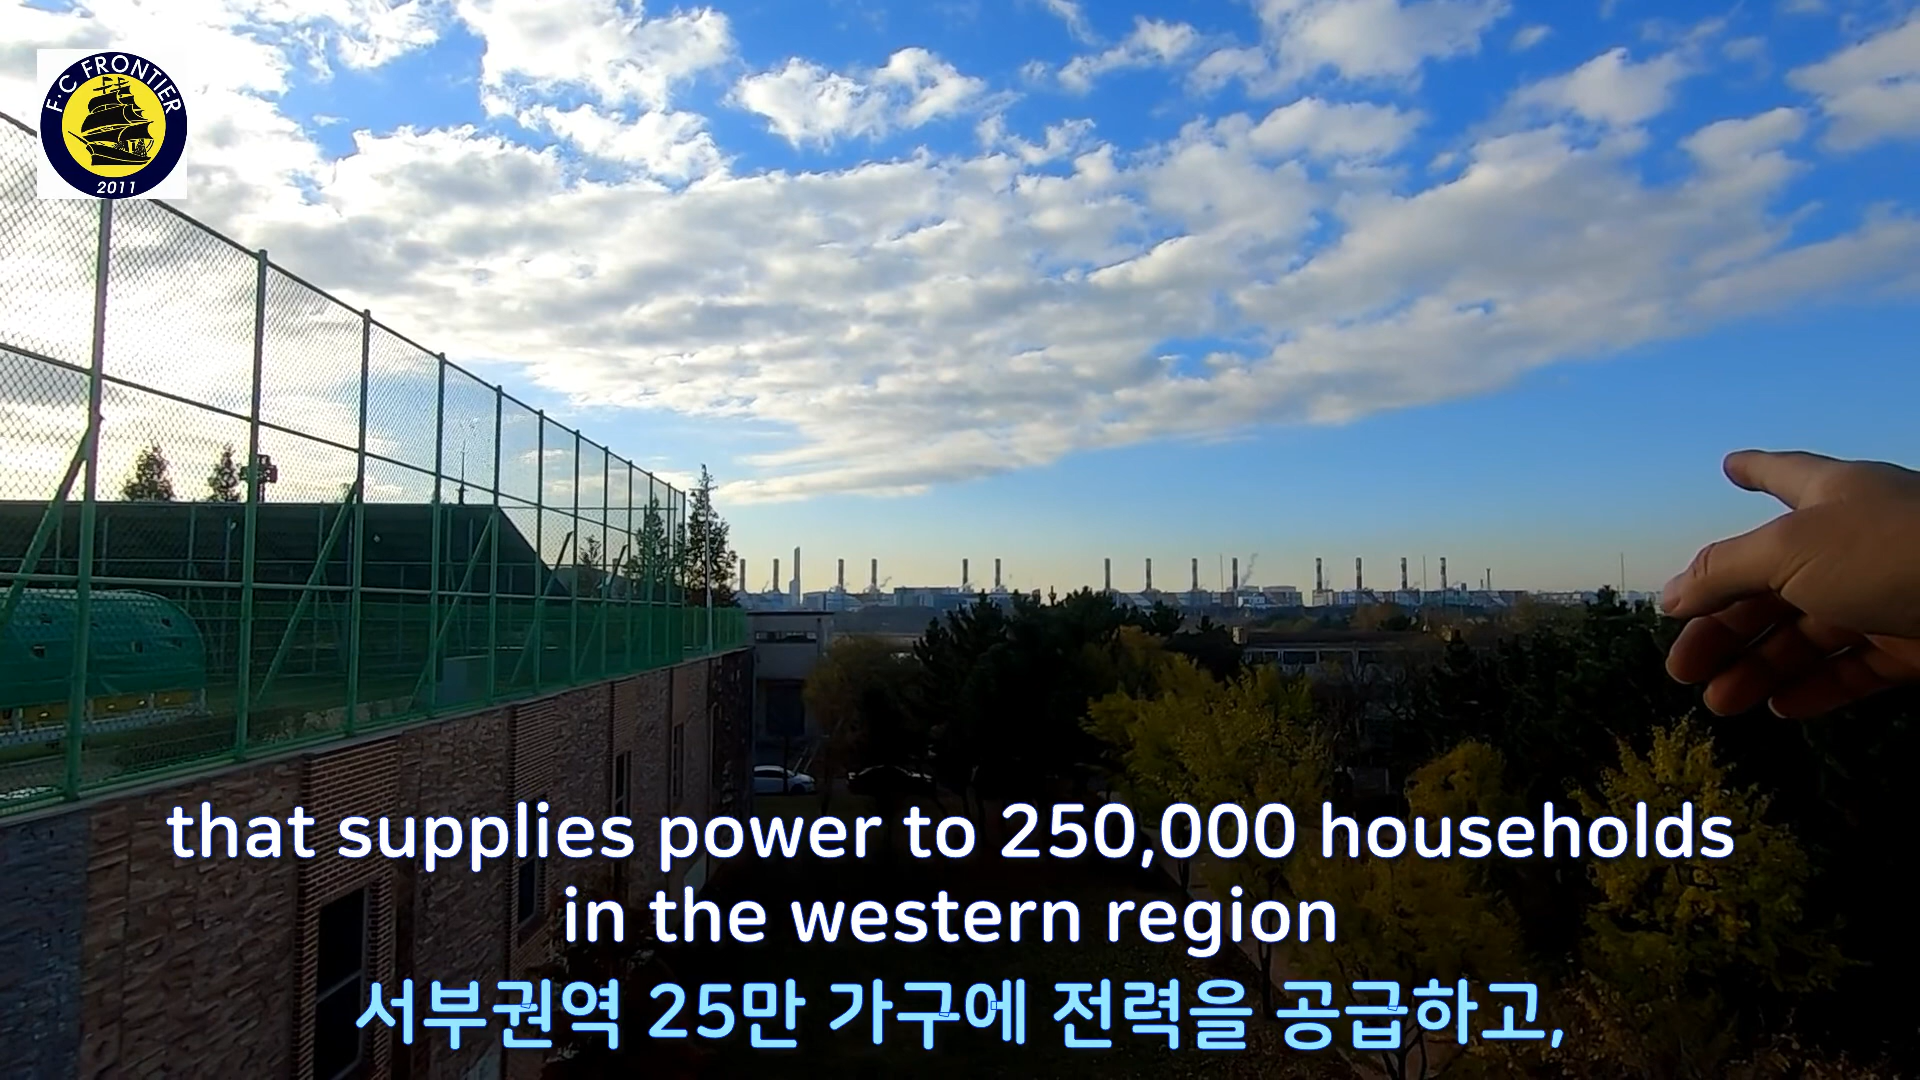 F·C FRONTIER
2011
that supplies power to 250,000 households
in the western region
서부권역 25만 가구에 전력을 공급하고,